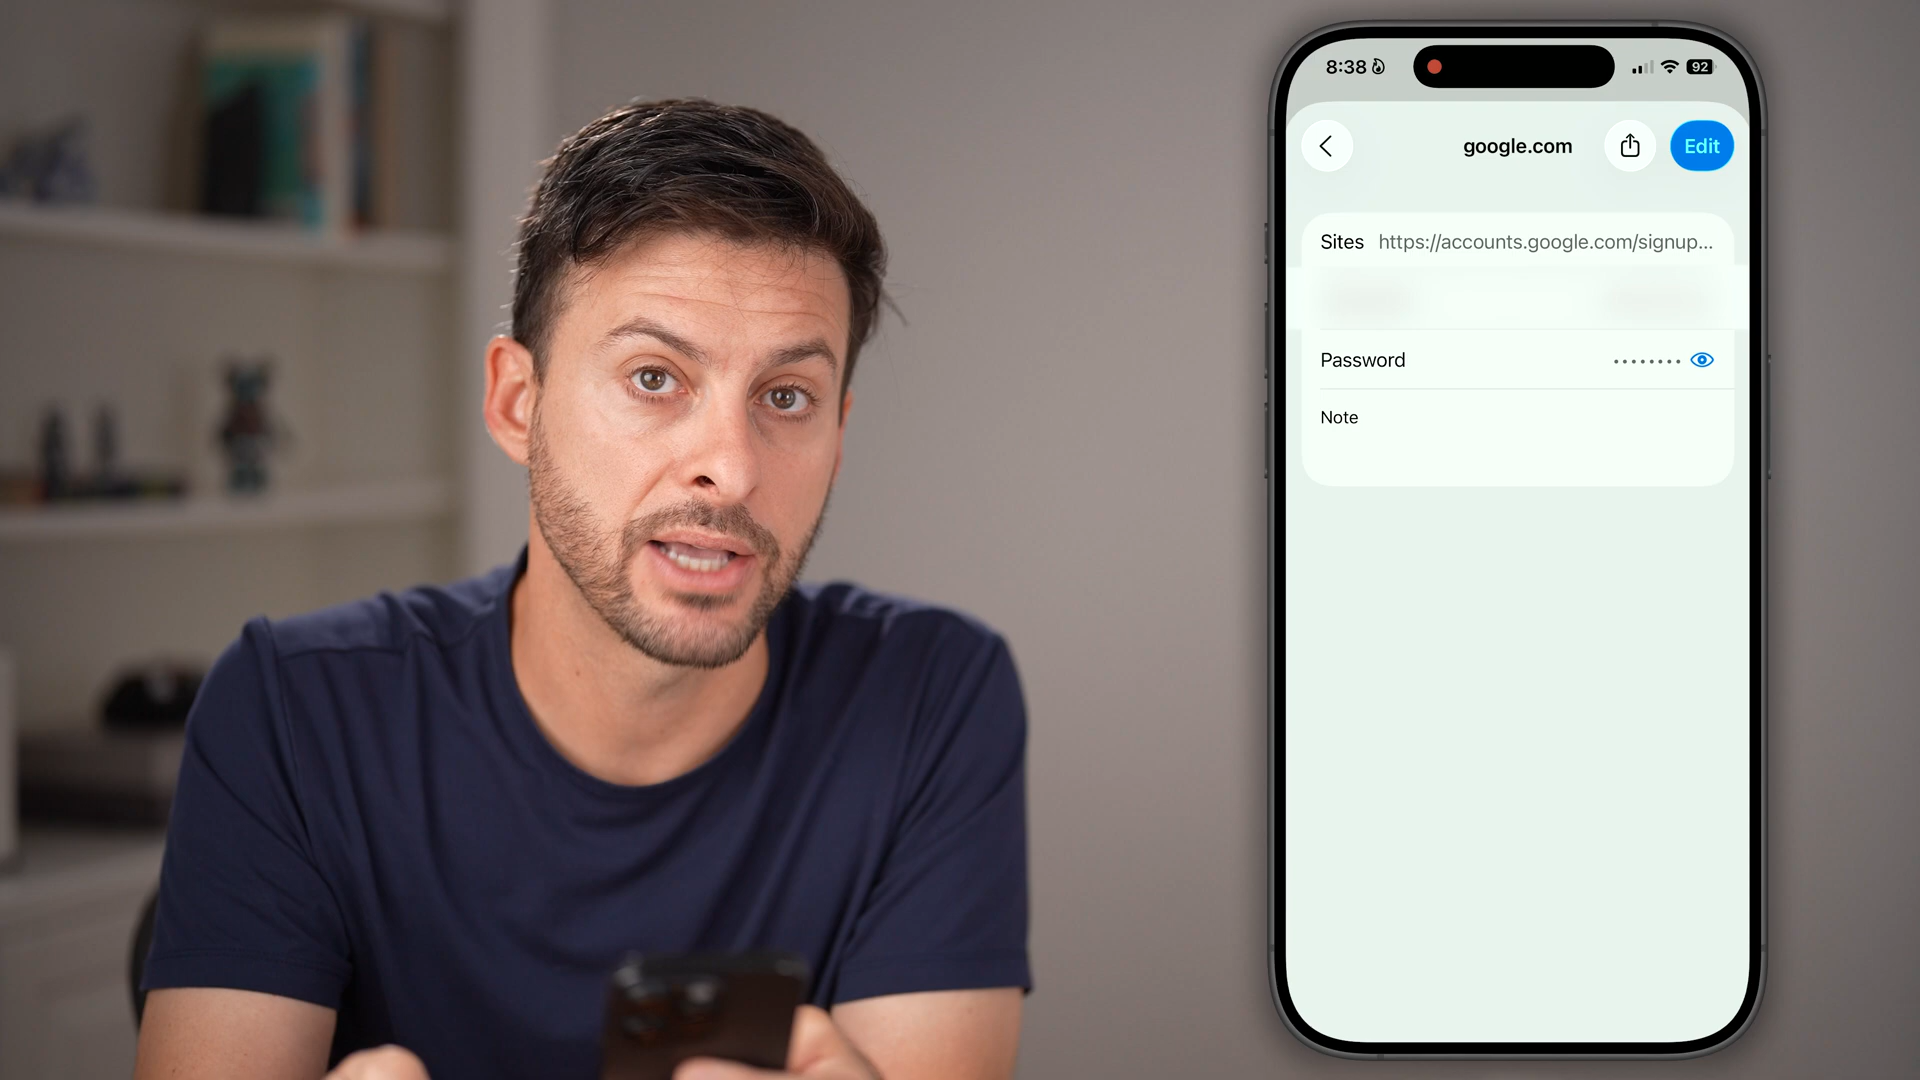 8:38
92
google.com
Edit
Sites https://accounts.google.com/signup...
Password ........
Note